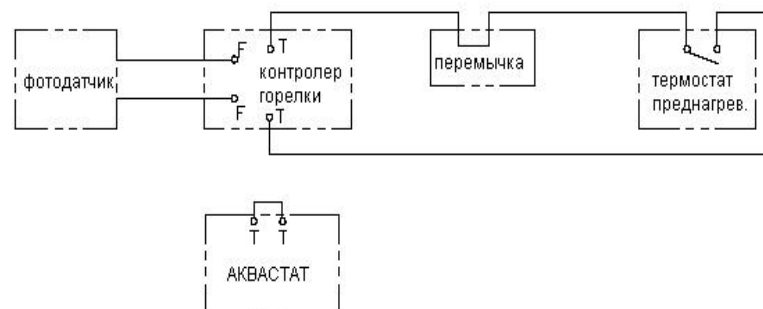 фотодатчик
F
F
T
контролер
горелки
T
перемычка
термостат
преднагрев.
T T
АКВАСТАТ